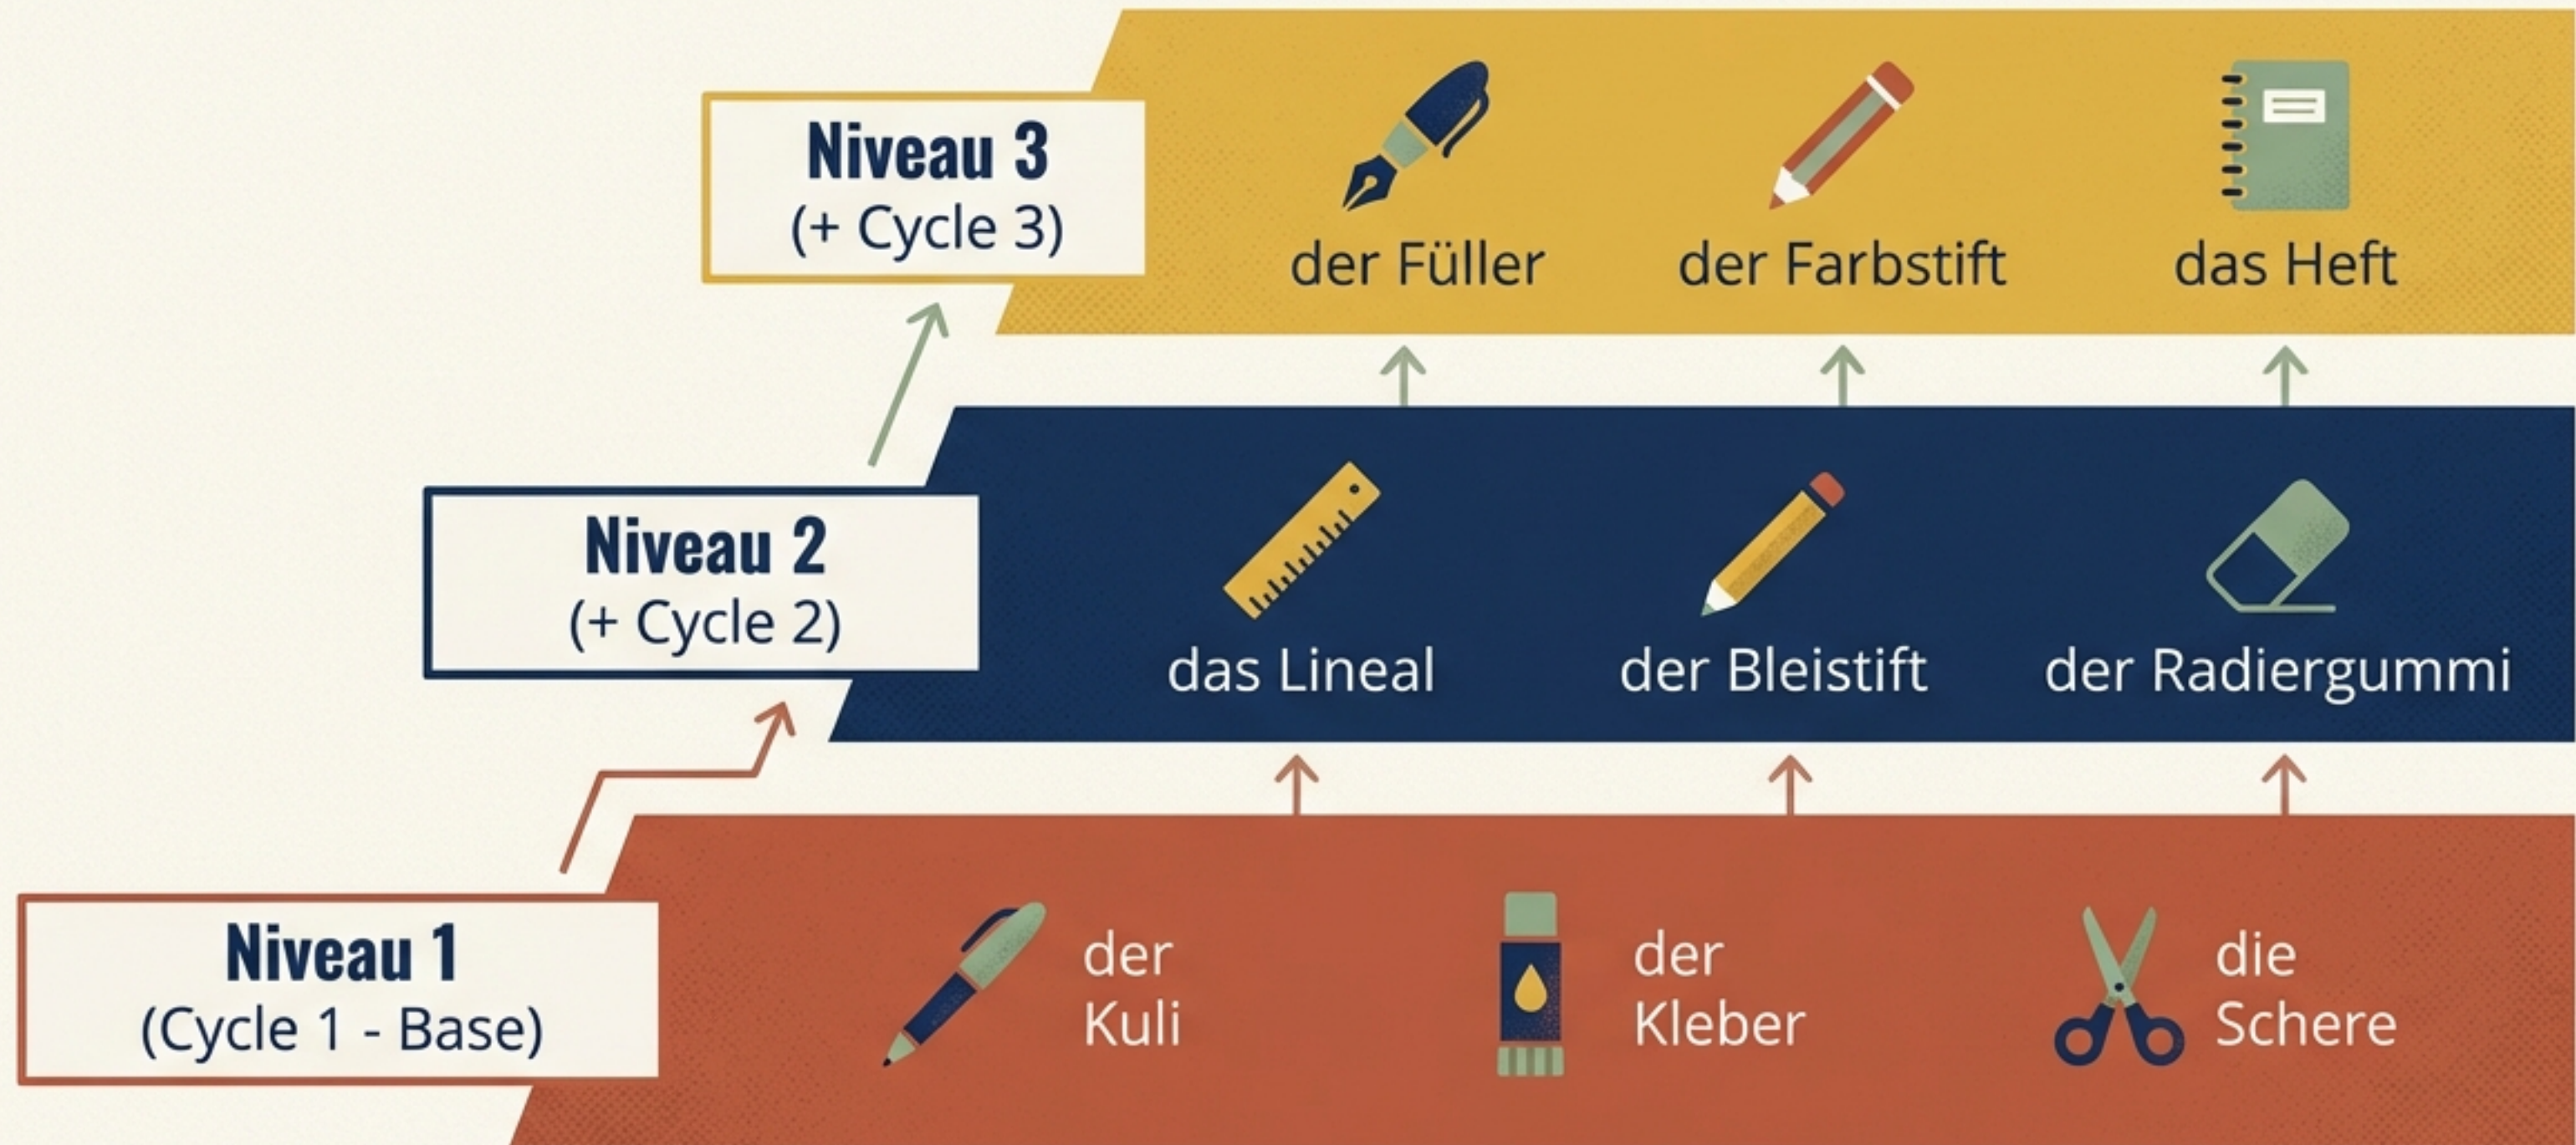 Niveau 3
(+ Cycle 3)
der Füller
der Farbstift
das Heft
Niveau 2
(+ Cycle 2)
das Lineal
der Bleistift
der Radiergummi
Niveau 1
(Cycle 1 - Base)
der
Kuli
der
Kleber
die
Schere